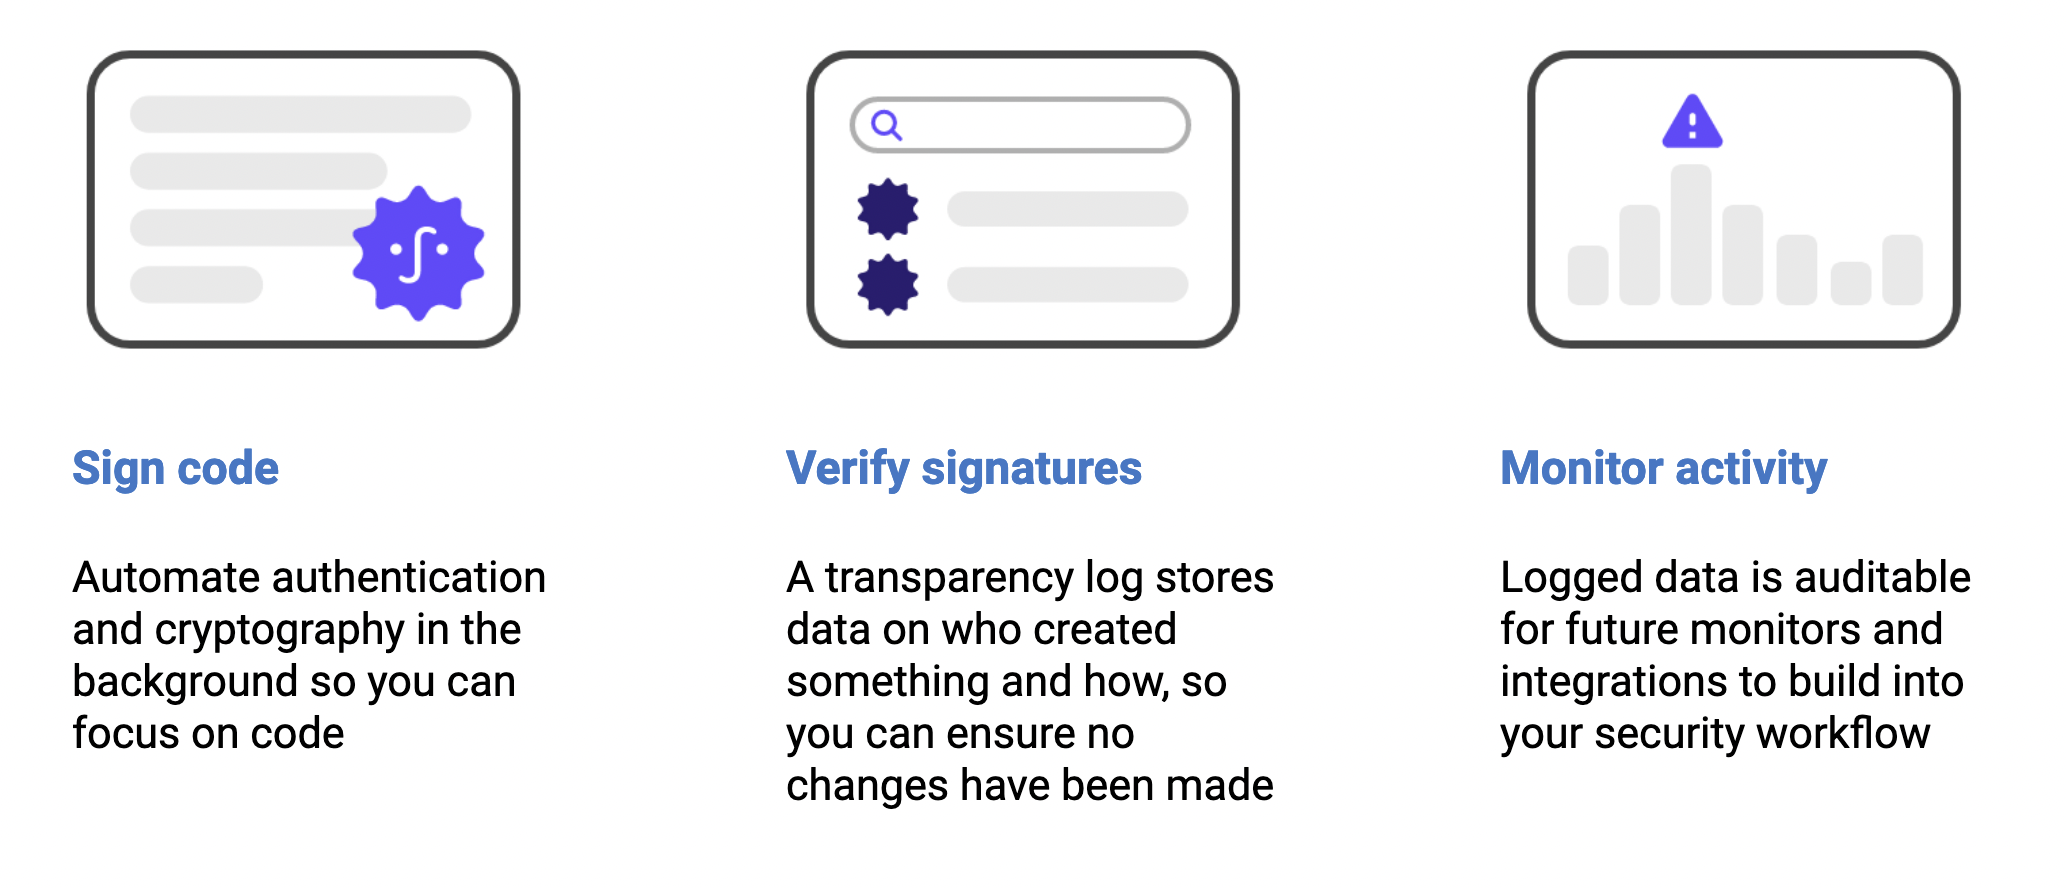 Sign code
Automate authentication
and cryptography in the
background so you can
focus on code
Verify signatures
A transparency log stores
data on who created
something and how, so
you can ensure no
changes have been made
Monitor activity
Logged data is auditable
for future monitors and
integrations to build into
your security workflow